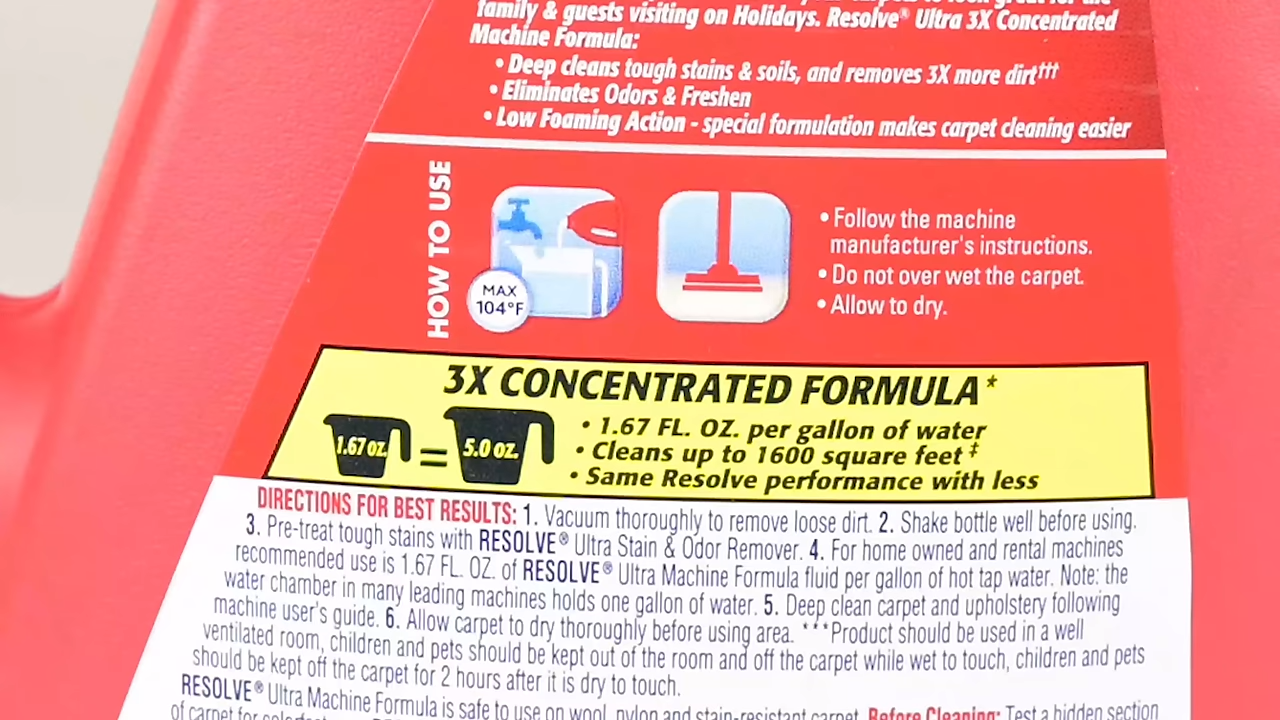 family & guests visiting on Holidays. Resolve® Ultra 3X Concentrated
Machine Formula:
• Deep cleans tough stains & soils, and removes 3X more dirt†††
• Eliminates Odors & Freshen
• Low Foaming Action - special formulation makes carpet cleaning easier
HOW TO USE
MAX
104°F
• Follow the machine
manufacturer's instructions.
• Do not over wet the carpet.
• Allow to dry.
3X CONCENTRATED FORMULA*
1.67 oz. = 5.0 oz.
• 1.67 FL. OZ. per gallon of water
• Cleans up to 1600 square feet ‡
• Same Resolve performance with less
DIRECTIONS FOR BEST RESULTS: 1. Vacuum thoroughly to remove loose dirt. 2. Shake bottle well before using.
3. Pre-treat tough stains with RESOLVE® Ultra Stain & Odor Remover. 4. For home owned and rental machines
recommended use is 1.67 FL. OZ. of RESOLVE® Ultra Machine Formula fluid per gallon of hot tap water. Note: the
water chamber in many leading machines holds one gallon of water. 5. Deep clean carpet and upholstery following
machine user's guide. 6. Allow carpet to dry thoroughly before using area. ***Product should be used in a well
ventilated room, children and pets should be kept out of the room and off the carpet while wet to touch, children and pets
should be kept off the carpet for 2 hours after it is dry to touch.
RESOLVE® Ultra Machine Formula is safe to use on wool, nylon and stain-resistant carpet. Before Cleaning: Test a hidden section
of carpet for